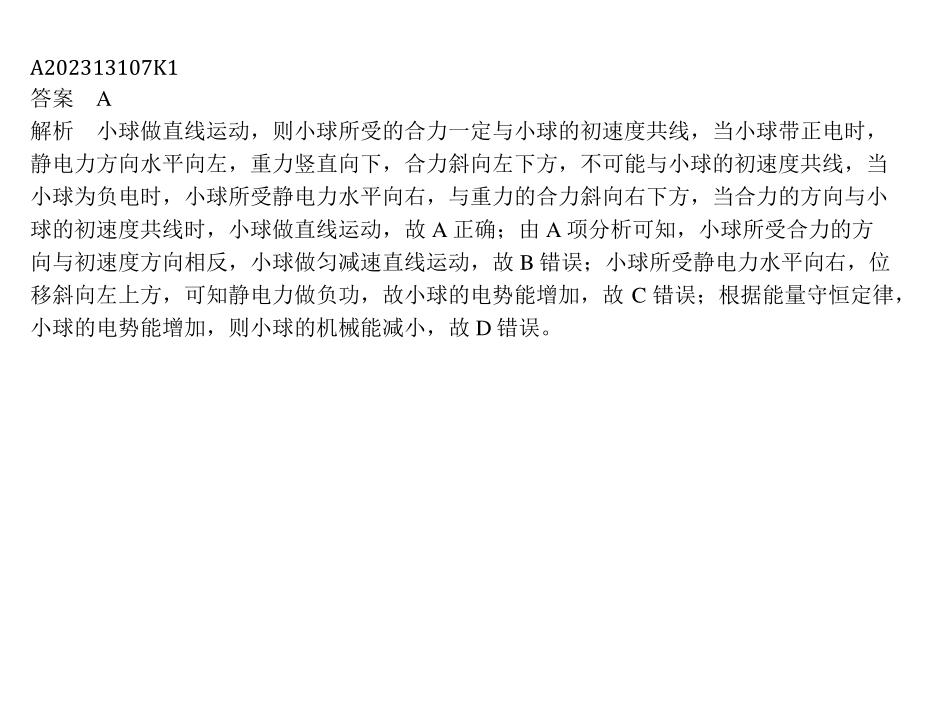 A202313107K1
答案　A
解析　小球做直线运动，则小球所受的合力一定与小球的初速度共线，当小球带正电时，
静电力方向水平向左，重力竖直向下，合力斜向左下方，不可能与小球的初速度共线，当
小球为负电时，小球所受静电力水平向右，与重力的合力斜向右下方，当合力的方向与小
球的初速度共线时，小球做直线运动，故 A 正确；由 A 项分析可知，小球所受合力的方
向与初速度方向相反，小球做匀减速直线运动，故 B 错误；小球所受静电力水平向右，位
移斜向左上方，可知静电力做负功，故小球的电势能增加，故 C 错误；根据能量守恒定律，
小球的电势能增加，则小球的机械能减小，故 D 错误。